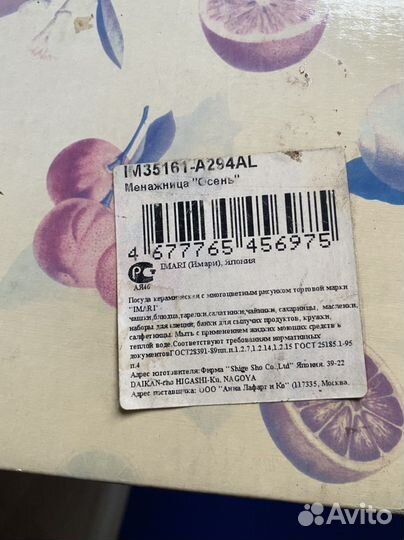 IM35161-A294AL
Менажница "Осень"
4 677765 456975
РС IMARI (Имари), Япония
АЯ46
Посуда керамическая с многоцветным рисунком торговой марки
"IMARI"
чашки,блюдца,тарелки,салатники,чайники, сахарницы, масленки,
наборы для специй, банки для сыпучих продуктов, кружки,
салфетницы. Мыть с применением жидких моющих средств в
теплой воде.Соответствуют требованиям нормативных
документовГОСТ28391-89пп.п.1.2.7,1.2.14,1.2.15 ГОСТ 25185.1-95
п.4
Адрес изготовителя:Фирма "Shige Sho Co.,Ltd" Япония. 39-22
DAIKAN-cho HIGASHI-Ku, NAGOYA
Адрес поставщика: ООО "Анна Лафарг и Ко" (117335, Москва,
Avito